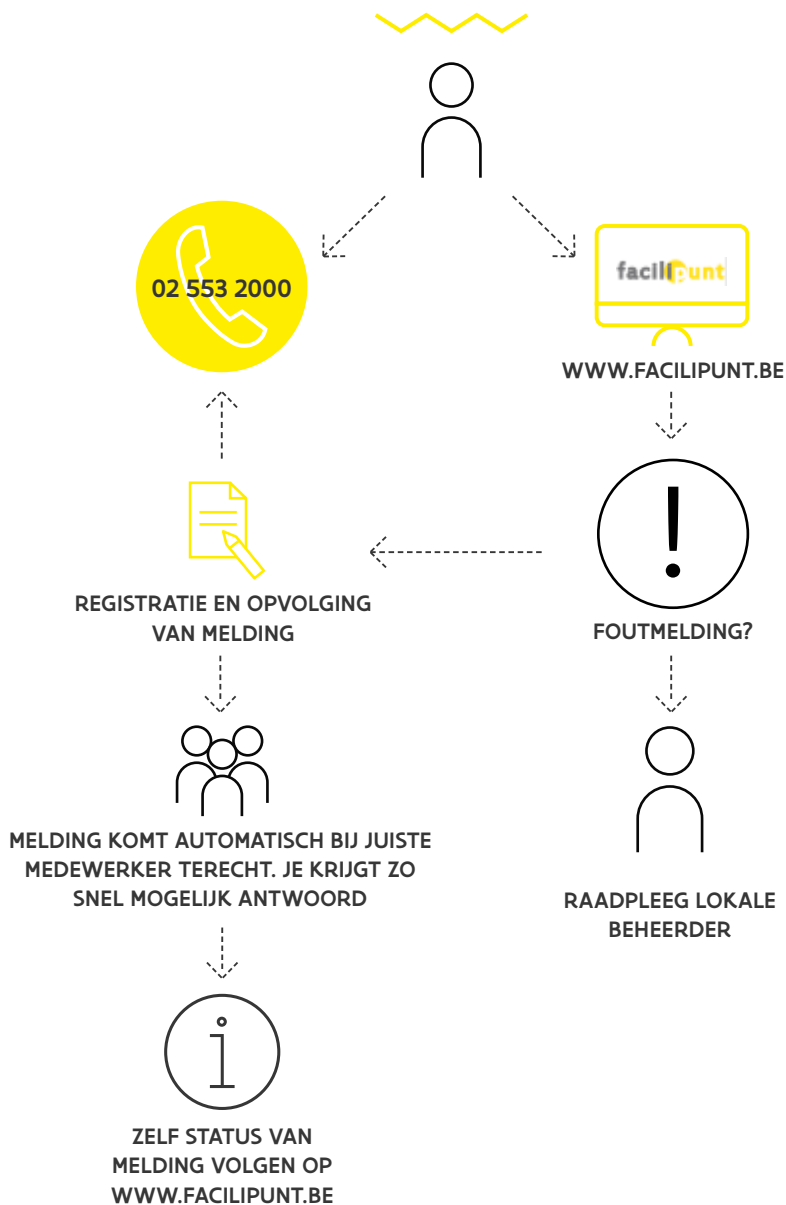 02 553 2000
facilipunt
WWW.FACILIPUNT.BE
REGISTRATIE EN OPVOLGING
VAN MELDING
FOUTMELDING?
MELDING KOMT AUTOMATISCH BIJ JUISTE
MEDEWERKER TERECHT. JE KRIJGT ZO
SNEL MOGELIJK ANTWOORD
RAADPLEEG LOKALE
BEHEERDER
ZELF STATUS VAN
MELDING VOLGEN OP
WWW.FACILIPUNT.BE